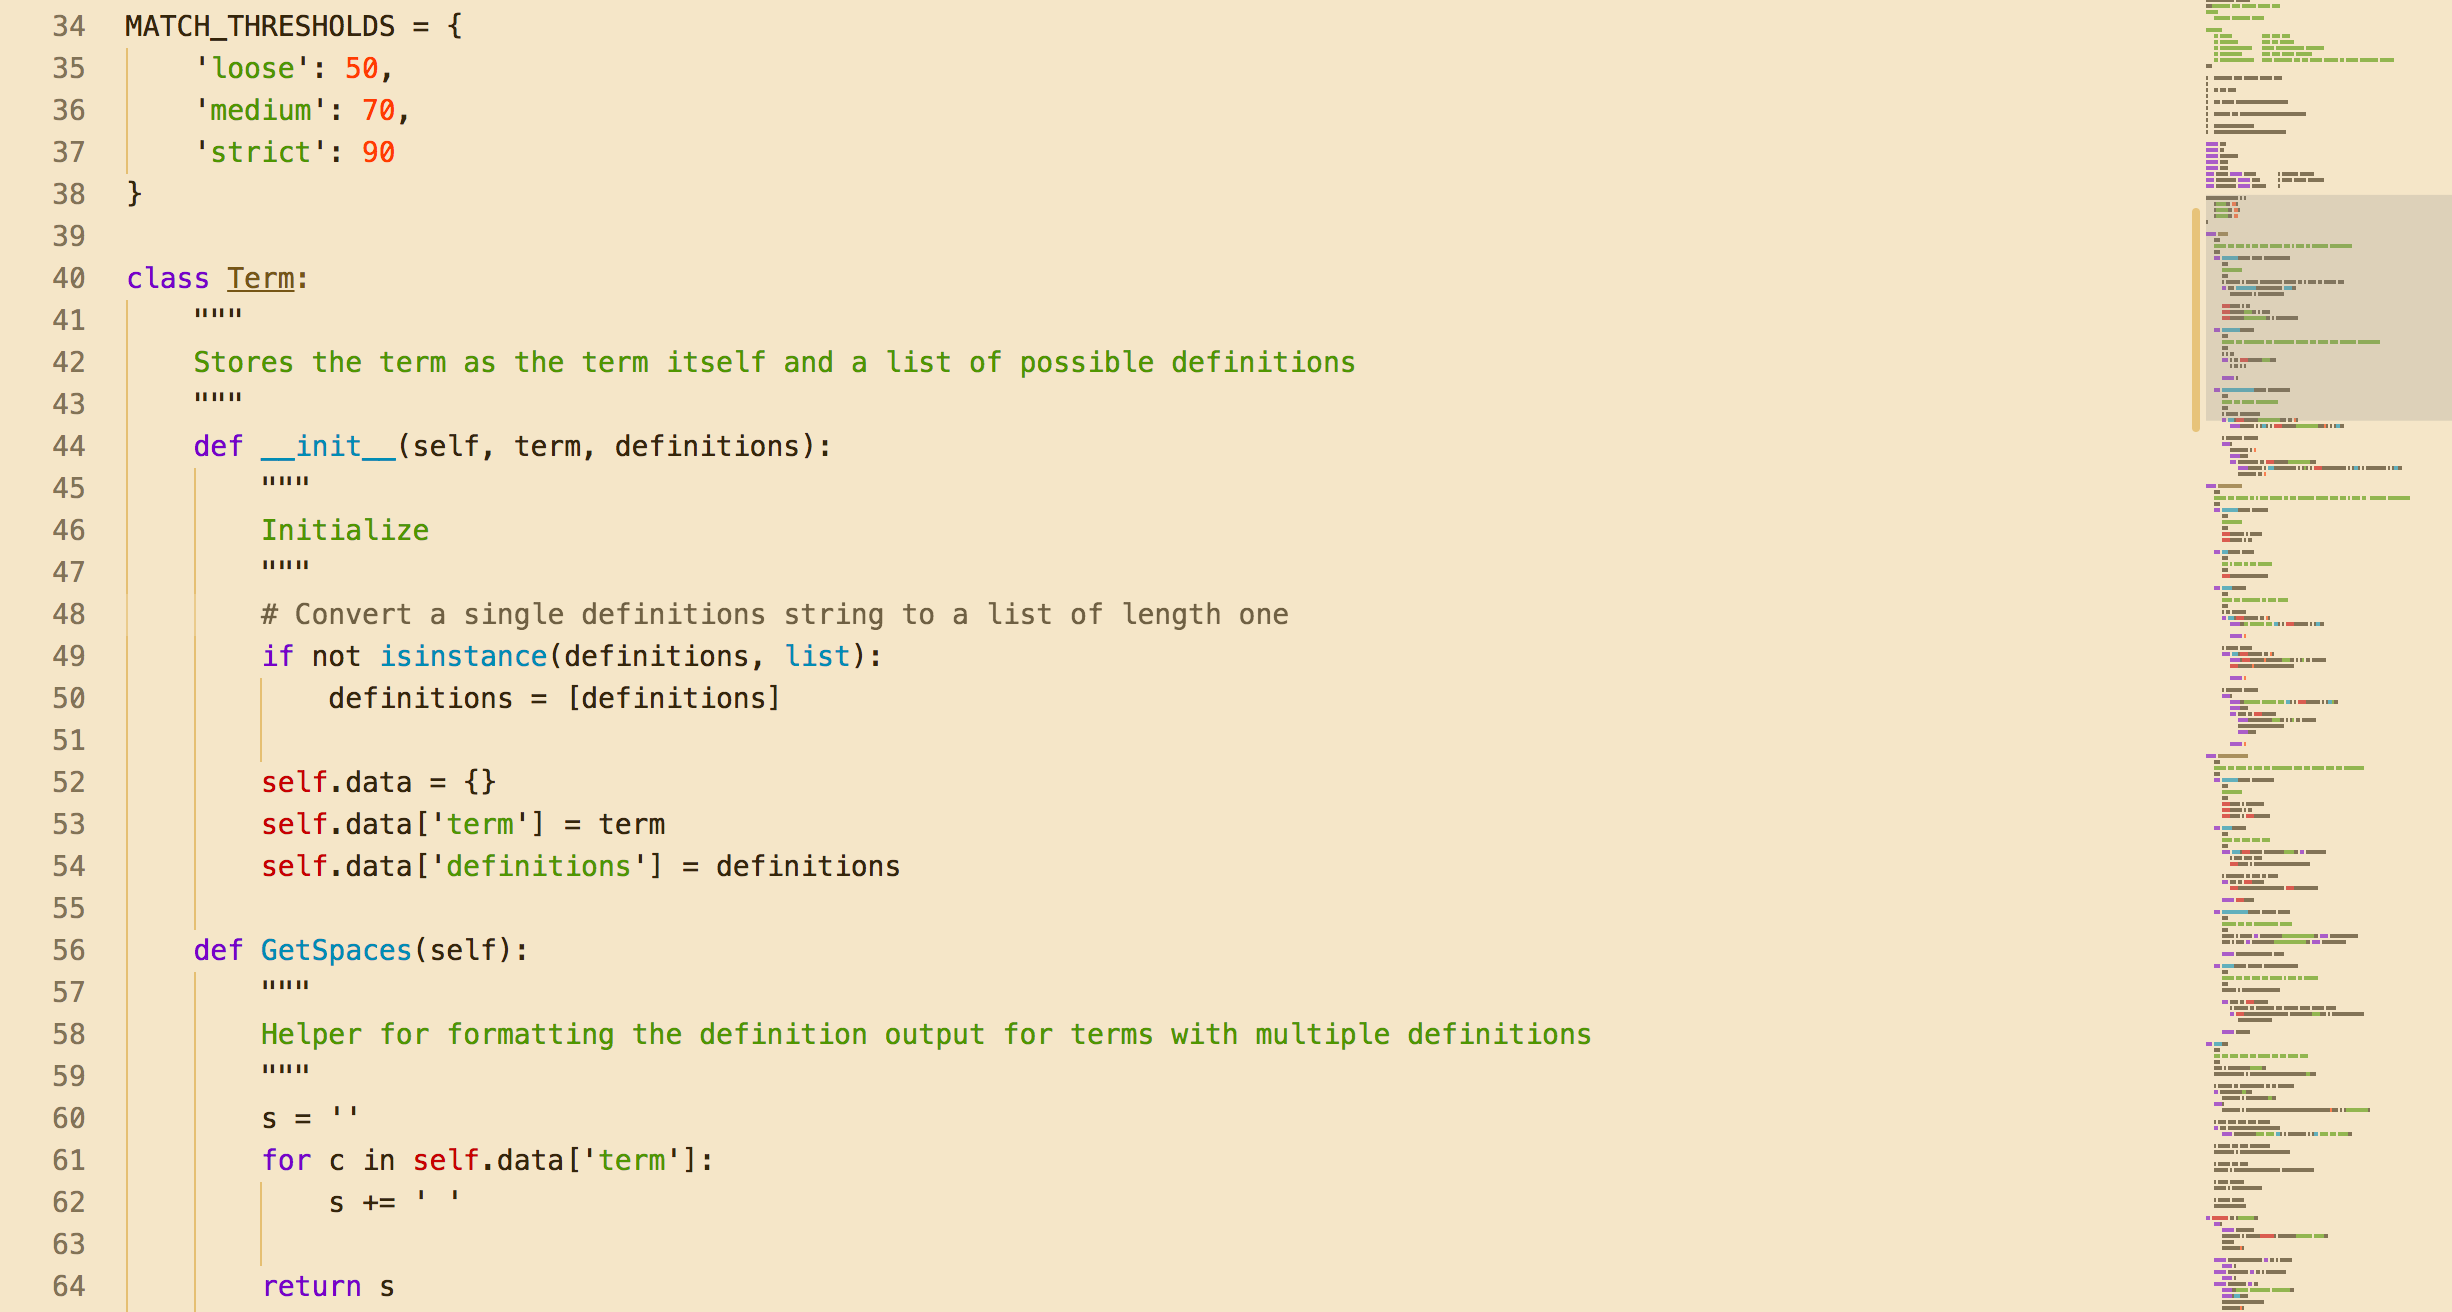 34 MATCH_THRESHOLDS = {
35     'loose': 50,
36     'medium': 70,
37     'strict': 90
38 }
39
40 class Term:
41     """
42     Stores the term as the term itself and a list of possible definitions
43     """
44     def __init__(self, term, definitions):
45         """
46         Initialize
47         """
48         # Convert a single definitions string to a list of length one
49         if not isinstance(definitions, list):
50             definitions = [definitions]
51
52         self.data = {}
53         self.data['term'] = term
54         self.data['definitions'] = definitions
55
56     def GetSpaces(self):
57         """
58         Helper for formatting the definition output for terms with multiple definitions
59         """
60         s = ''
61         for c in self.data['term']:
62             s += ' '
63
64         return s